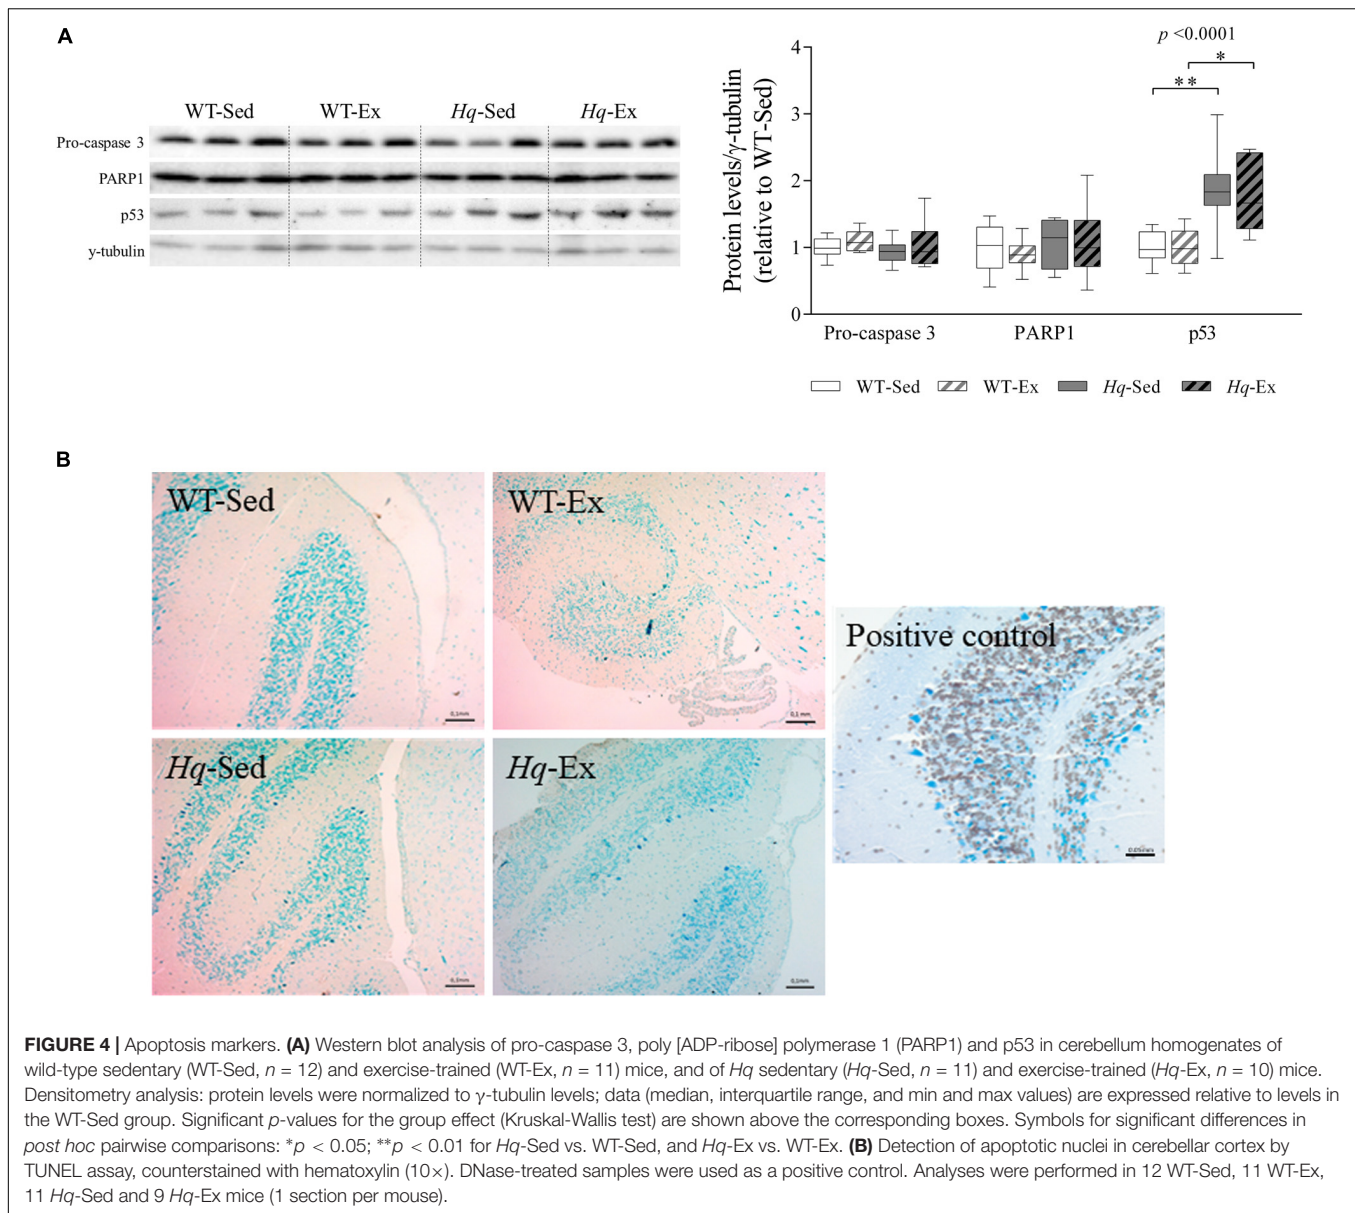 A
WT-Sed WT-Ex Hq-Sed Hq-Ex
Pro-caspase 3
PARP1
p53
γ-tubulin
Protein levels/γ-tubulin
(relative to WT-Sed)
4
3
2
1
0
p <0.0001
*
**
Pro-caspase 3 PARP1 p53
WT-Sed WT-Ex Hq-Sed Hq-Ex
B
WT-Sed
0,1mm
WT-Ex
0,1 mm
Hq-Sed
0,1mm
Hq-Ex
0,1mm
Positive control
0,05mm
FIGURE 4 | Apoptosis markers. (A) Western blot analysis of pro-caspase 3, poly [ADP-ribose] polymerase 1 (PARP1) and p53 in cerebellum homogenates of
wild-type sedentary (WT-Sed, n = 12) and exercise-trained (WT-Ex, n = 11) mice, and of Hq sedentary (Hq-Sed, n = 11) and exercise-trained (Hq-Ex, n = 10) mice.
Densitometry analysis: protein levels were normalized to γ-tubulin levels; data (median, interquartile range, and min and max values) are expressed relative to levels in
the WT-Sed group. Significant p-values for the group effect (Kruskal-Wallis test) are shown above the corresponding boxes. Symbols for significant differences in
post hoc pairwise comparisons: *p < 0.05; **p < 0.01 for Hq-Sed vs. WT-Sed, and Hq-Ex vs. WT-Ex. (B) Detection of apoptotic nuclei in cerebellar cortex by
TUNEL assay, counterstained with hematoxylin (10×). DNase-treated samples were used as a positive control. Analyses were performed in 12 WT-Sed, 11 WT-Ex,
11 Hq-Sed and 9 Hq-Ex mice (1 section per mouse).